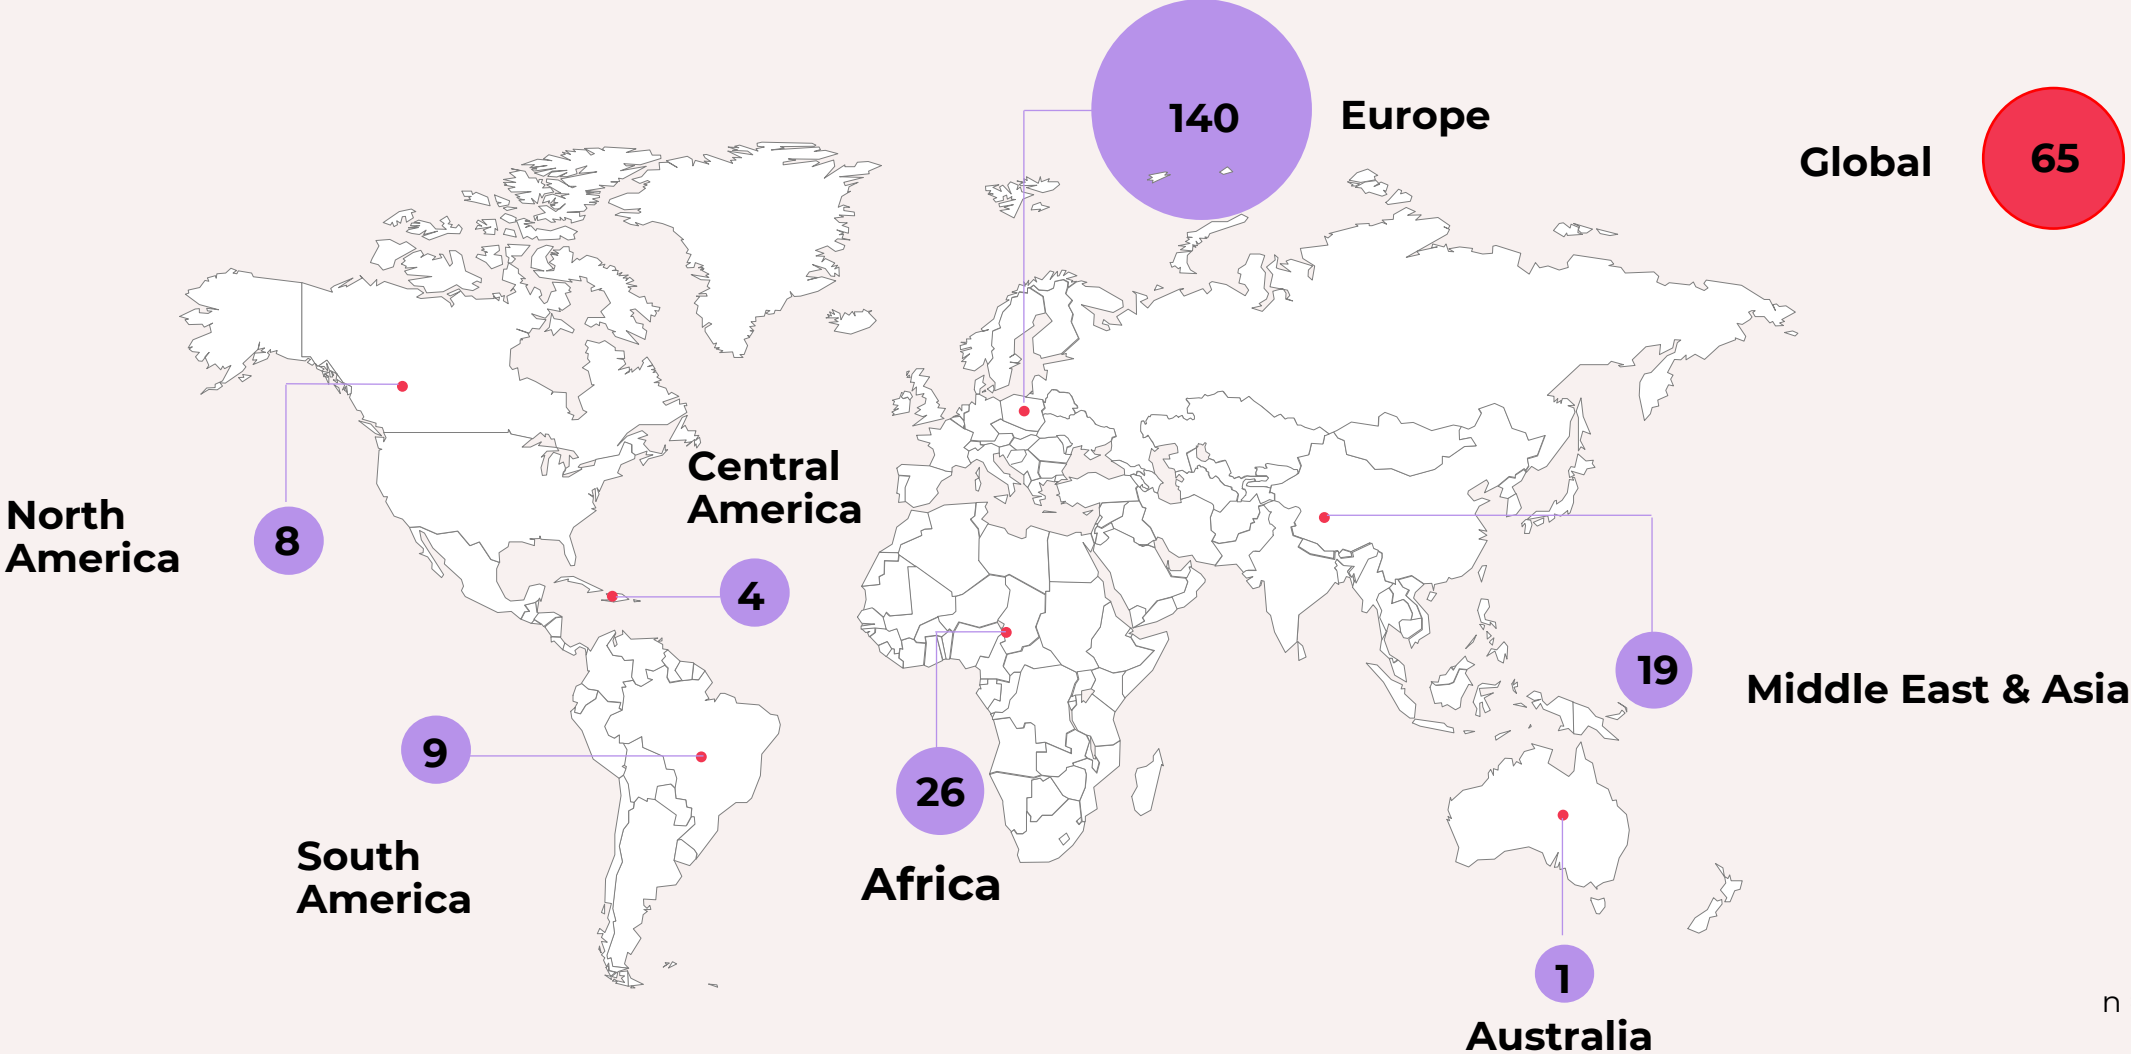 140
Europe
Global
65
Central
America
North
America
8
4
19
Middle East & Asia
9
26
South
America
Africa
1
n
Australia